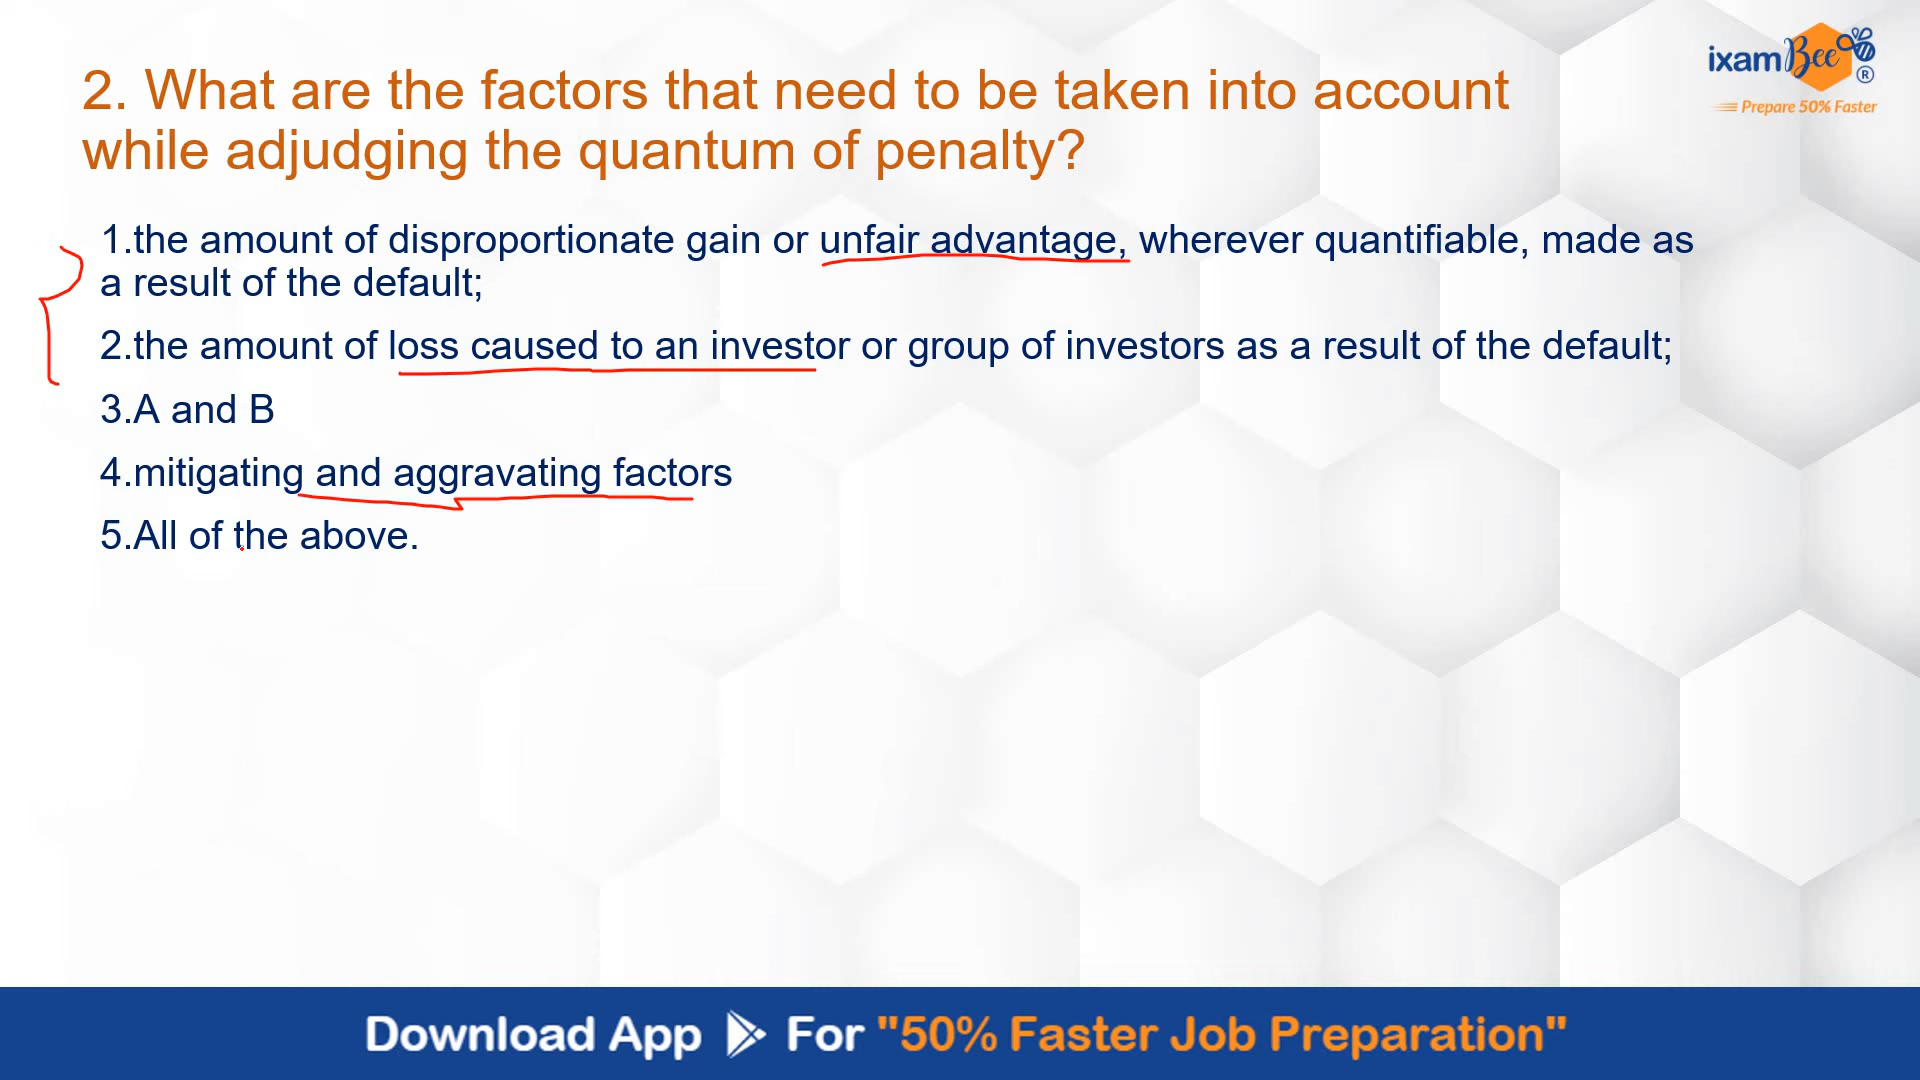 ixamBee®
Prepare 50% Faster
2. What are the factors that need to be taken into account
while adjudging the quantum of penalty?
1.the amount of disproportionate gain or unfair advantage, wherever quantifiable, made as
a result of the default;
2.the amount of loss caused to an investor or group of investors as a result of the default;
3.A and B
4.mitigating and aggravating factors
5.All of the above.
Download App For "50% Faster Job Preparation"